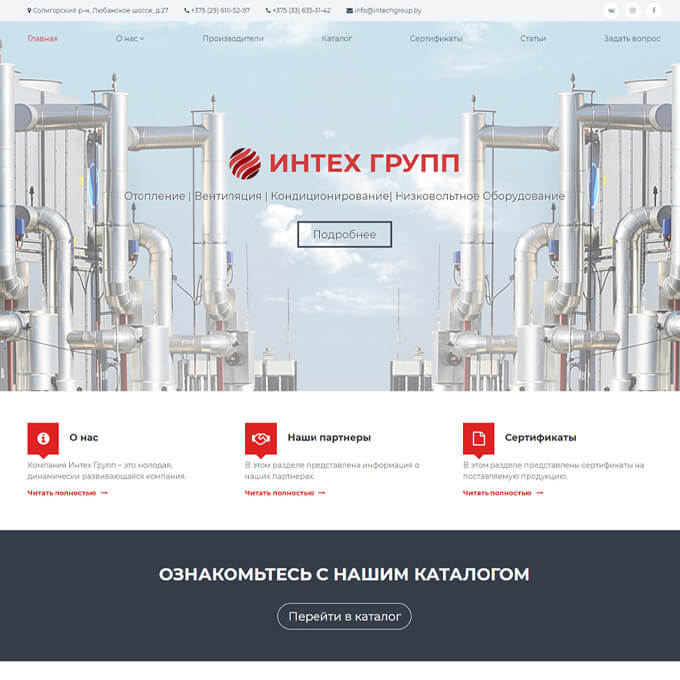 Солигорский р-н, Любанское шоссе, д.27 +375 (29) 610-52-97 +375 (33) 635-51-42 info@intechgroup.by
Главная О нас Производители Каталог Сертификаты Статьи Задать вопрос
ИНТЕХ ГРУПП
Отопление | Вентиляция | Кондиционирование| Низковольтное Оборудование
Подробнее
О нас
Компания Интех Групп – это молодая,
динамически развивающаяся компания.
Читать полностью →
Наши партнеры
В этом разделе представлена информация о
наших партнерах.
Читать полностью →
Сертификаты
В этом разделе представлены сертификаты на
поставляемую продукцию.
Читать полностью →
ОЗНАКОМЬТЕСЬ С НАШИМ КАТАЛОГОМ
Перейти в каталог